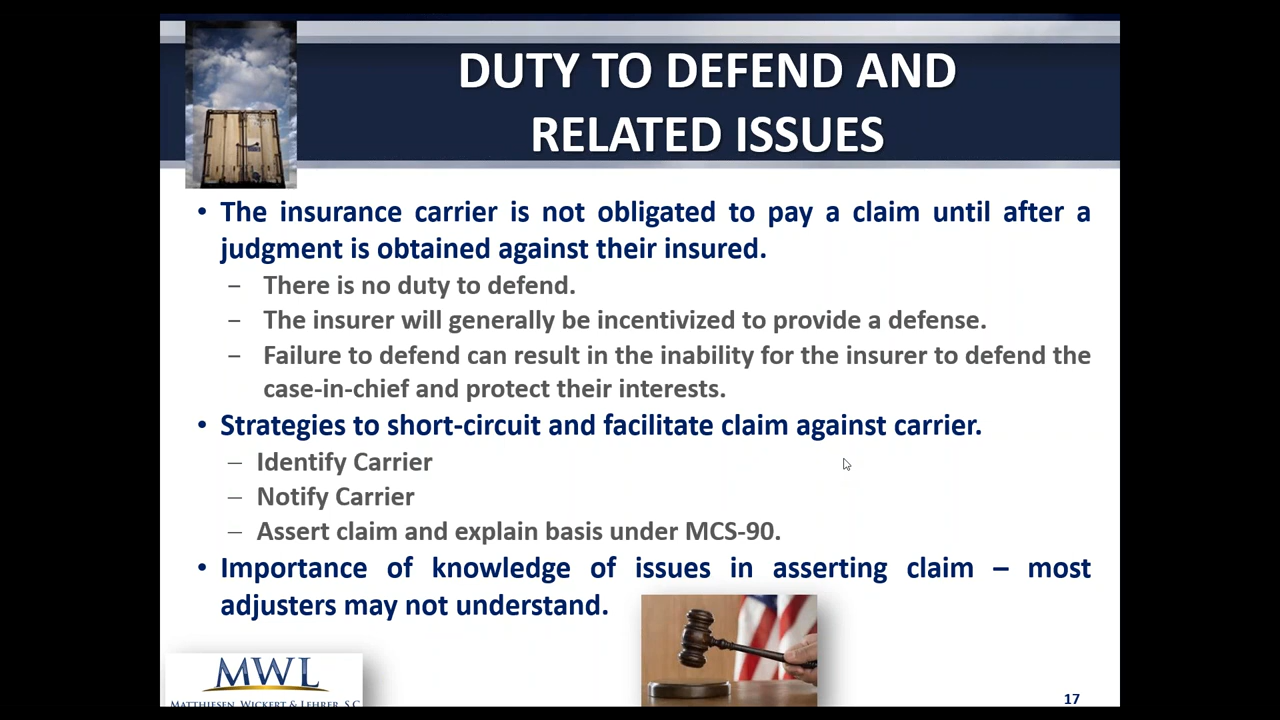 DUTY TO DEFEND AND
RELATED ISSUES
• The insurance carrier is not obligated to pay a claim until after a
judgment is obtained against their insured.
− There is no duty to defend.
− The insurer will generally be incentivized to provide a defense.
− Failure to defend can result in the inability for the insurer to defend the
case-in-chief and protect their interests.
• Strategies to short-circuit and facilitate claim against carrier.
– Identify Carrier
– Notify Carrier
– Assert claim and explain basis under MCS-90.
• Importance of knowledge of issues in asserting claim – most
adjusters may not understand.
MWL
MATTHIESEN, WICKERT & LEHRER, S.C.
17